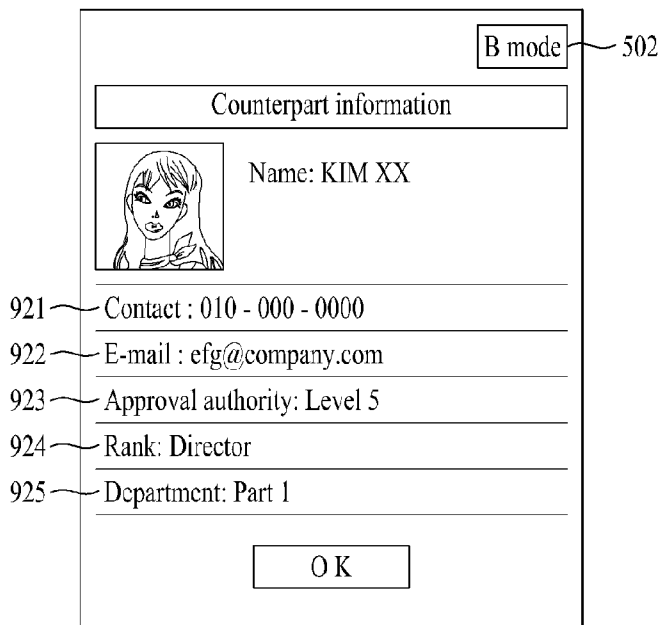 B mode 502
Counterpart information
Name: KIM XX
921 Contact : 010 - 000 - 0000
922 E-mail : efg@company.com
923 Approval authority: Level 5
924 Rank: Director
925 Department: Part 1
O K